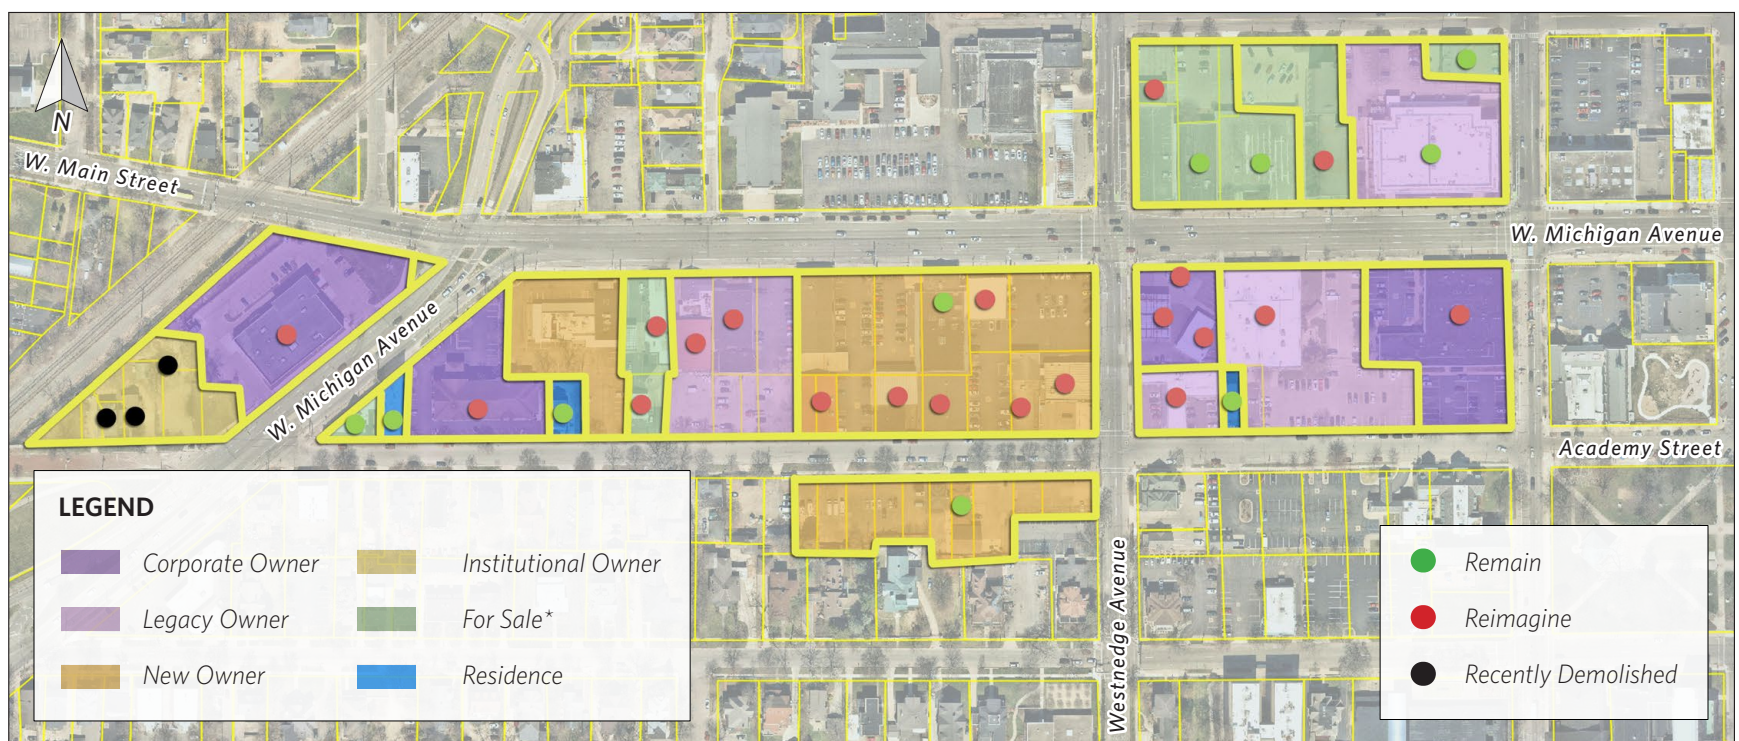 N
W. Main Street
W. Michigan Avenue
W. Michigan Avenue
Academy Street
Westnedge Avenue
LEGEND
Corporate Owner
Legacy Owner
New Owner
Institutional Owner
For Sale*
Residence
Remain
Reimagine
Recently Demolished